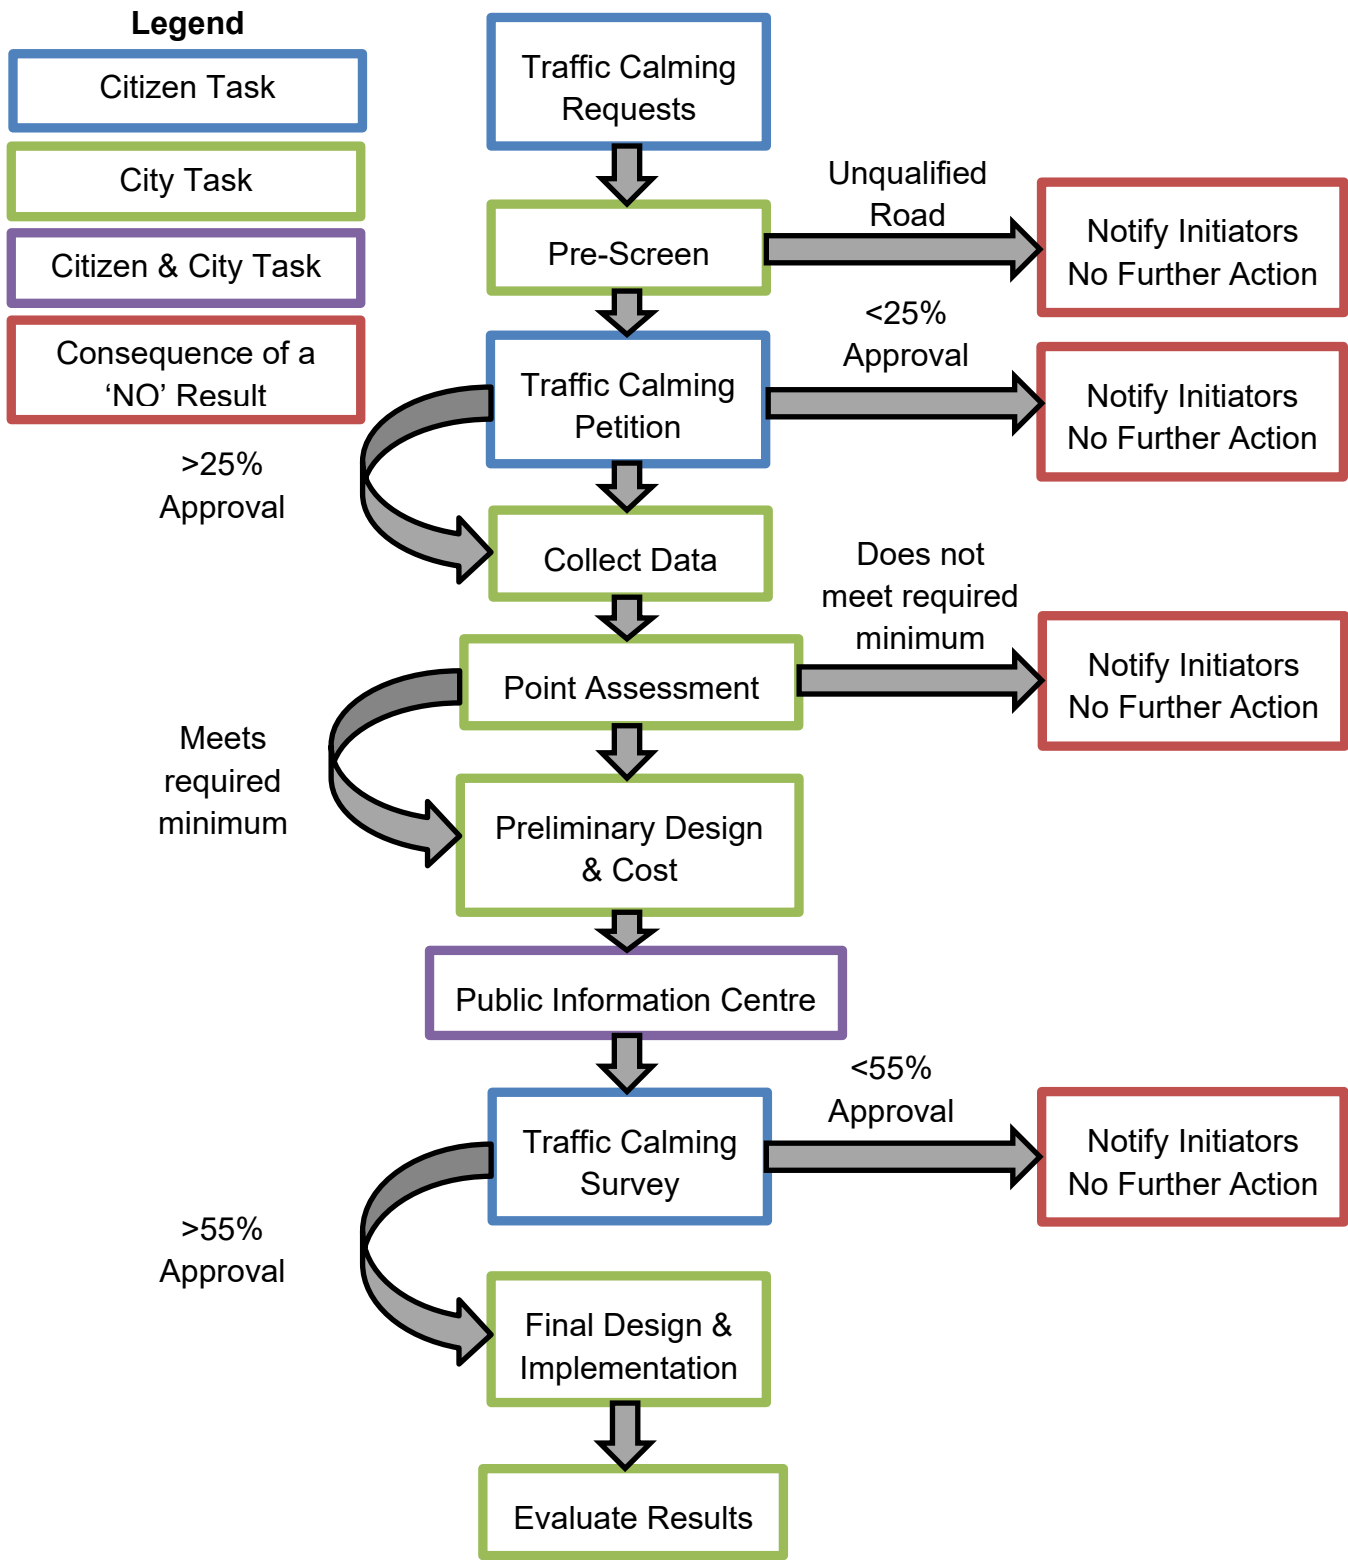 Legend
Citizen Task
City Task
Citizen & City Task
Consequence of a
‘NO’ Result
Traffic Calming
Requests
Pre-Screen
Unqualified
Road
Notify Initiators
No Further Action
Traffic Calming
Petition
<25%
Approval
Notify Initiators
No Further Action
>25%
Approval
Collect Data
Point Assessment
Does not
meet required
minimum
Notify Initiators
No Further Action
Meets
required
minimum
Preliminary Design
& Cost
Public Information Centre
Traffic Calming
Survey
<55%
Approval
Notify Initiators
No Further Action
>55%
Approval
Final Design &
Implementation
Evaluate Results